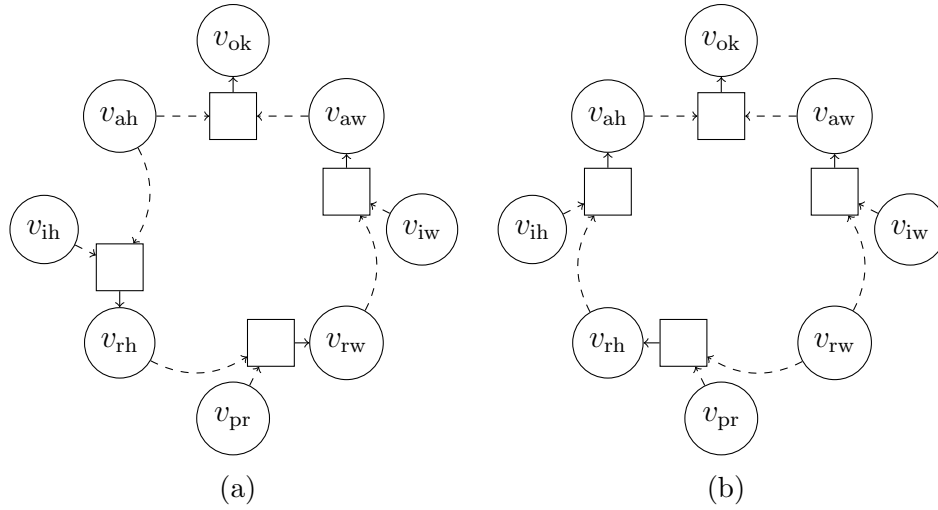 v_ok v_ok
v_ah v_aw v_ah v_aw
v_ih v_iw v_ih v_iw
v_rh v_rw v_rh v_rw
v_pr v_pr
(a) (b)